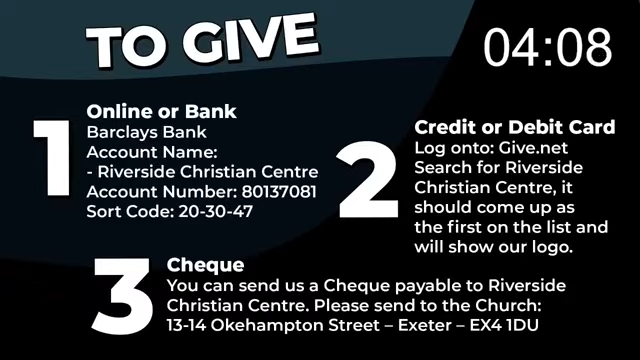 TO GIVE
04:08
1
Online or Bank
Barclays Bank
Account Name:
- Riverside Christian Centre
Account Number: 80137081
Sort Code: 20-30-47
2
Credit or Debit Card
Log onto: Give.net
Search for Riverside
Christian Centre, it
should come up as
the first on the list and
will show our logo.
3
Cheque
You can send us a Cheque payable to Riverside
Christian Centre. Please send to the Church:
13-14 Okehampton Street – Exeter – EX4 1DU